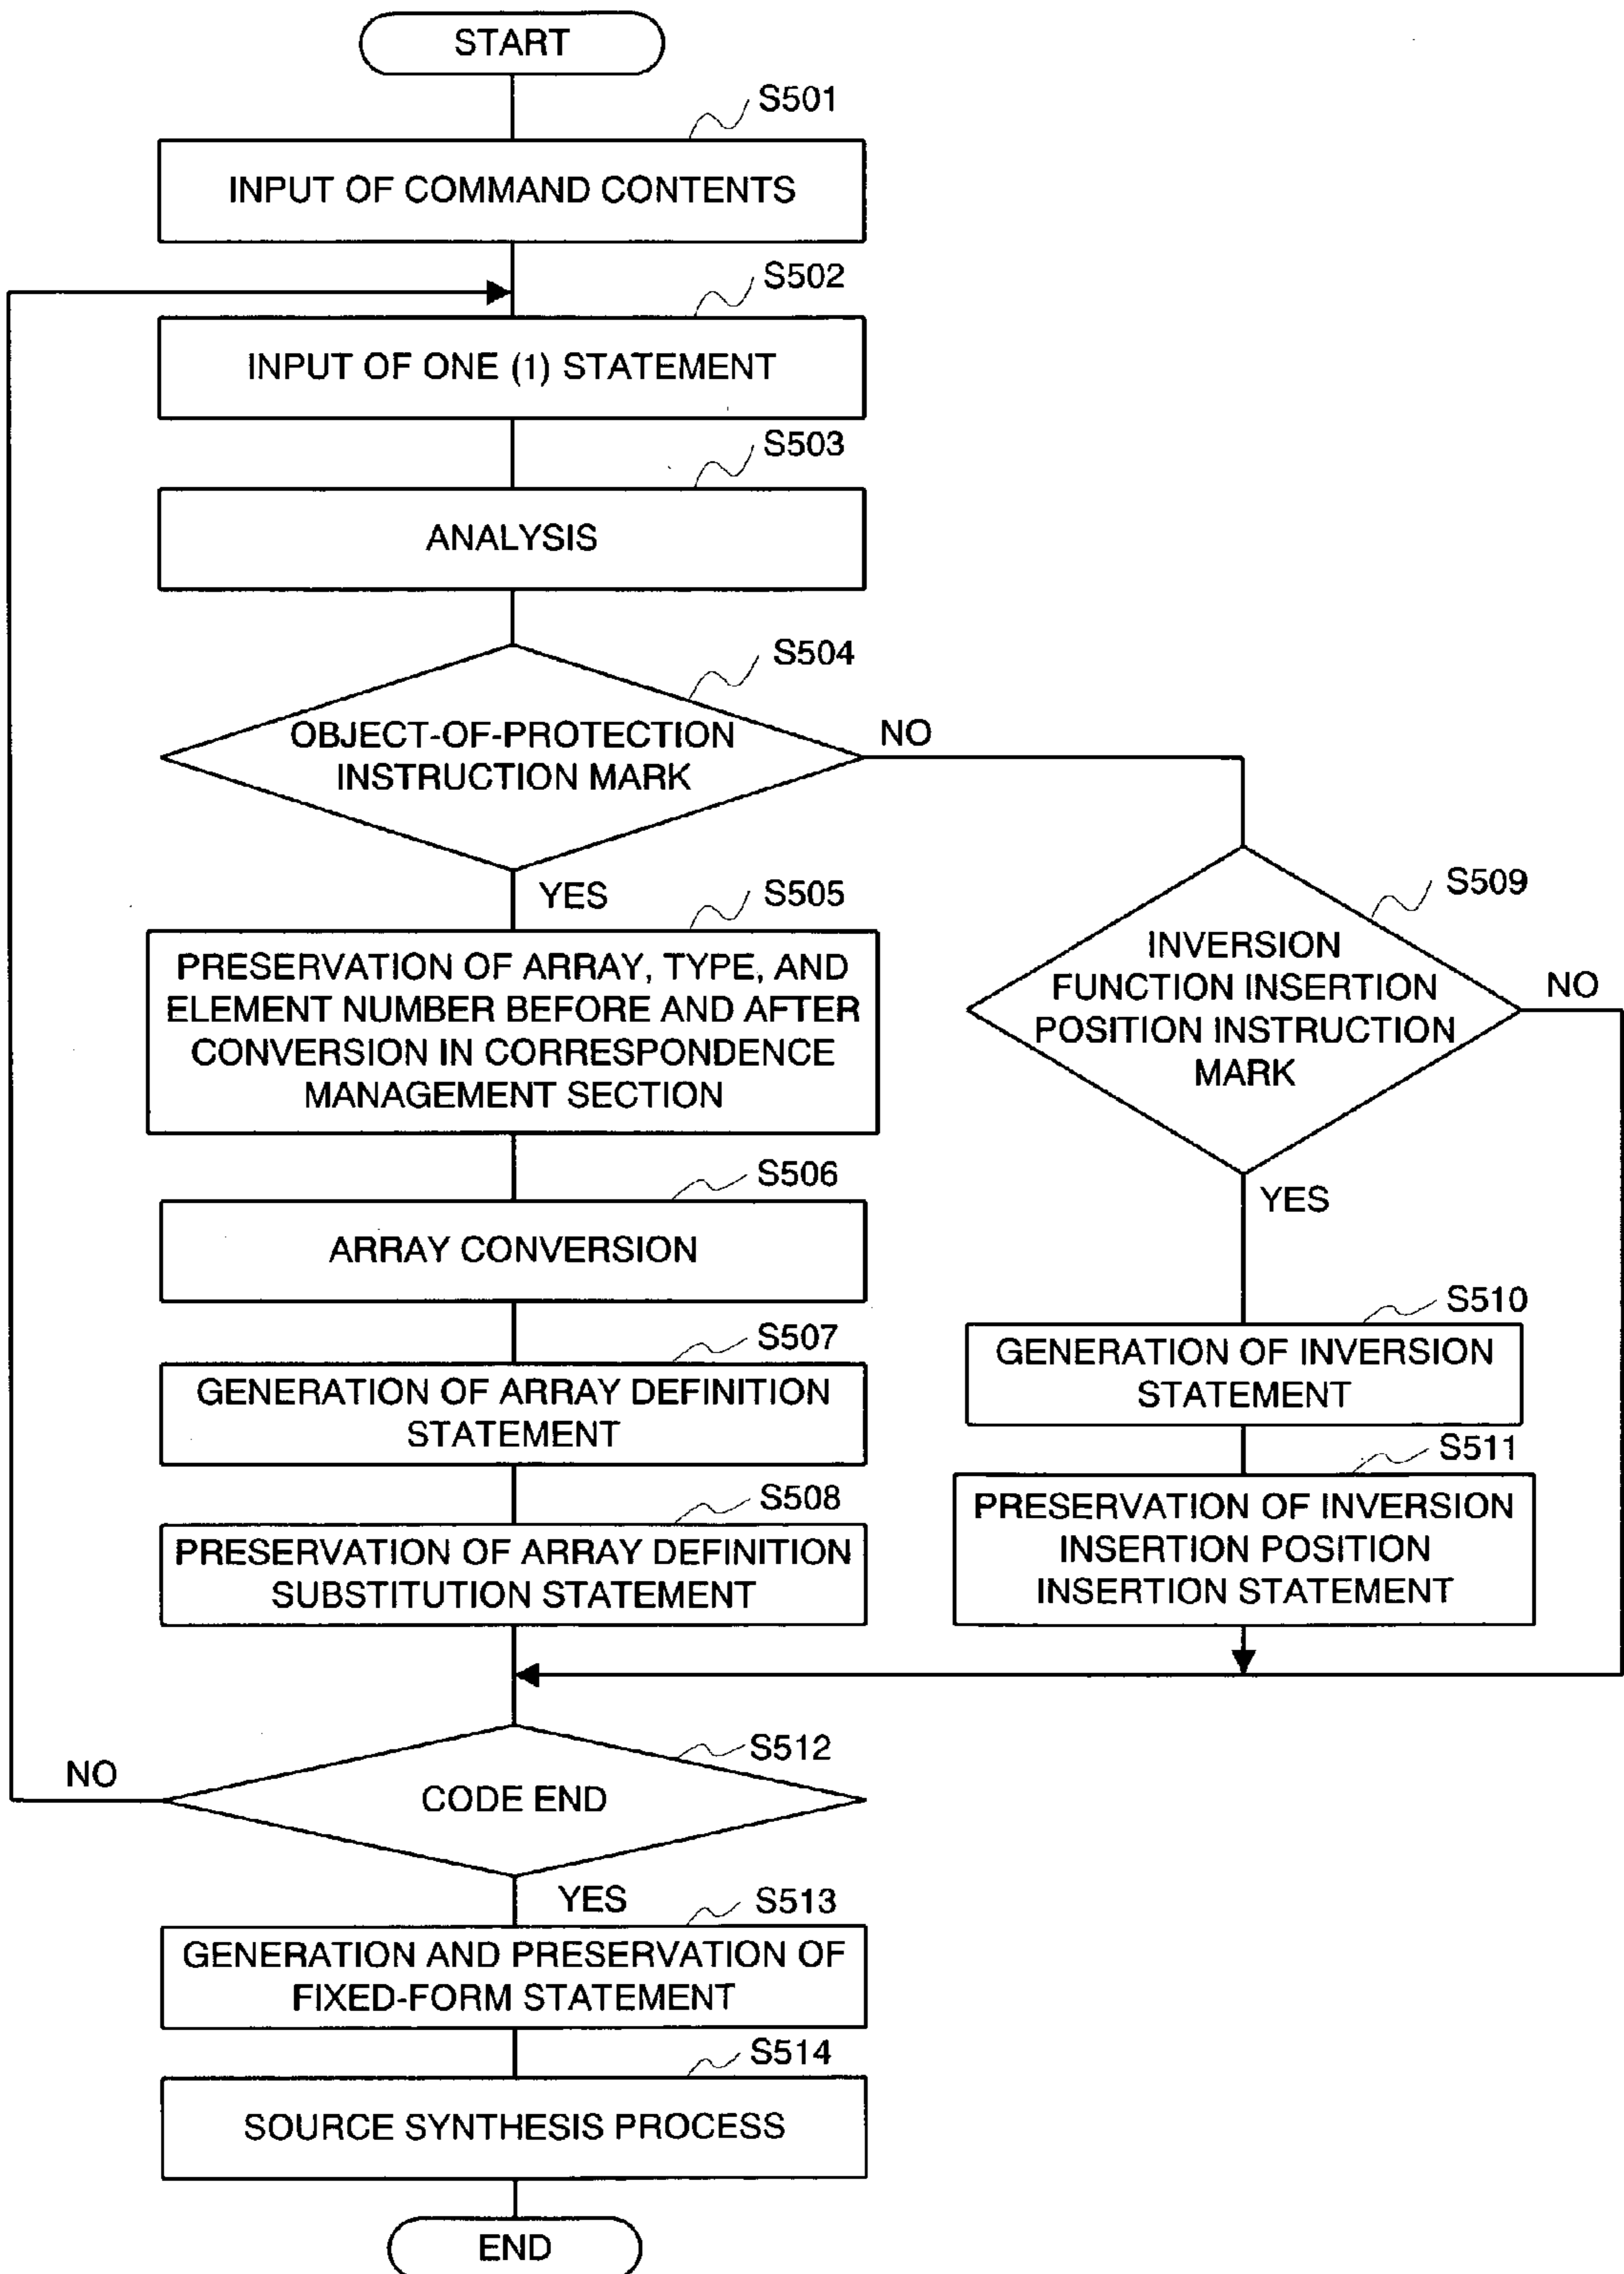 START
S501
INPUT OF COMMAND CONTENTS
S502
INPUT OF ONE (1) STATEMENT
S503
ANALYSIS
S504
OBJECT-OF-PROTECTION
INSTRUCTION MARK
NO
YES
S505
PRESERVATION OF ARRAY, TYPE, AND
ELEMENT NUMBER BEFORE AND AFTER
CONVERSION IN CORRESPONDENCE
MANAGEMENT SECTION
S506
ARRAY CONVERSION
S507
GENERATION OF ARRAY DEFINITION
STATEMENT
S508
PRESERVATION OF ARRAY DEFINITION
SUBSTITUTION STATEMENT
S509
INVERSION
FUNCTION INSERTION
POSITION INSTRUCTION
MARK
NO
YES
S510
GENERATION OF INVERSION
STATEMENT
S511
PRESERVATION OF INVERSION
INSERTION POSITION
INSERTION STATEMENT
S512
CODE END
NO
YES
S513
GENERATION AND PRESERVATION OF
FIXED-FORM STATEMENT
S514
SOURCE SYNTHESIS PROCESS
END